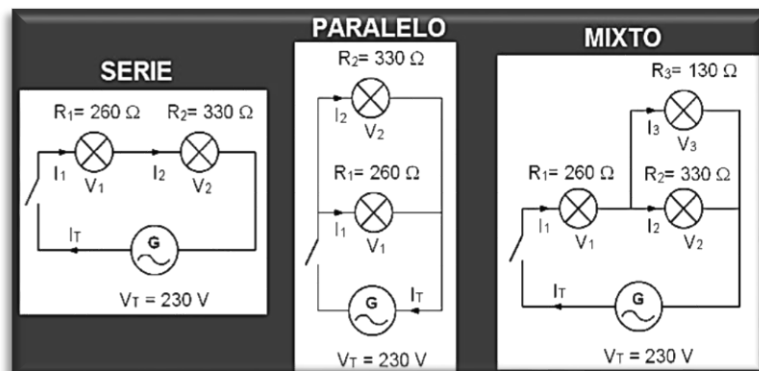 SERIE
R1= 260 Ω R2= 330 Ω
I1 I2
V1 V2
IT
G
VT = 230 V
PARALELO
R2= 330 Ω
I2
V2
R1= 260 Ω
I1
V1
G
IT
VT = 230 V
MIXTO
R3= 130 Ω
I3
V3
R1= 260 Ω R2= 330 Ω
I1 I2
V1 V2
IT
G
VT = 230 V